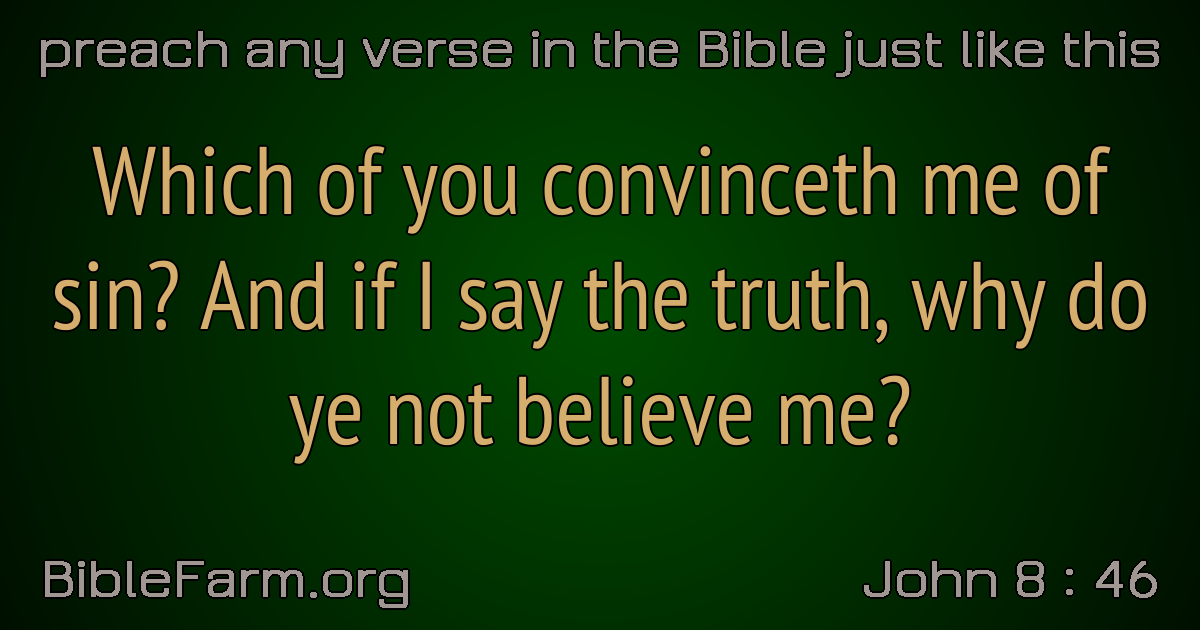 preach any verse in the Bible just like this
Which of you convinceth me of
sin? And if I say the truth, why do
ye not believe me?
BibleFarm.org
John 8 : 46